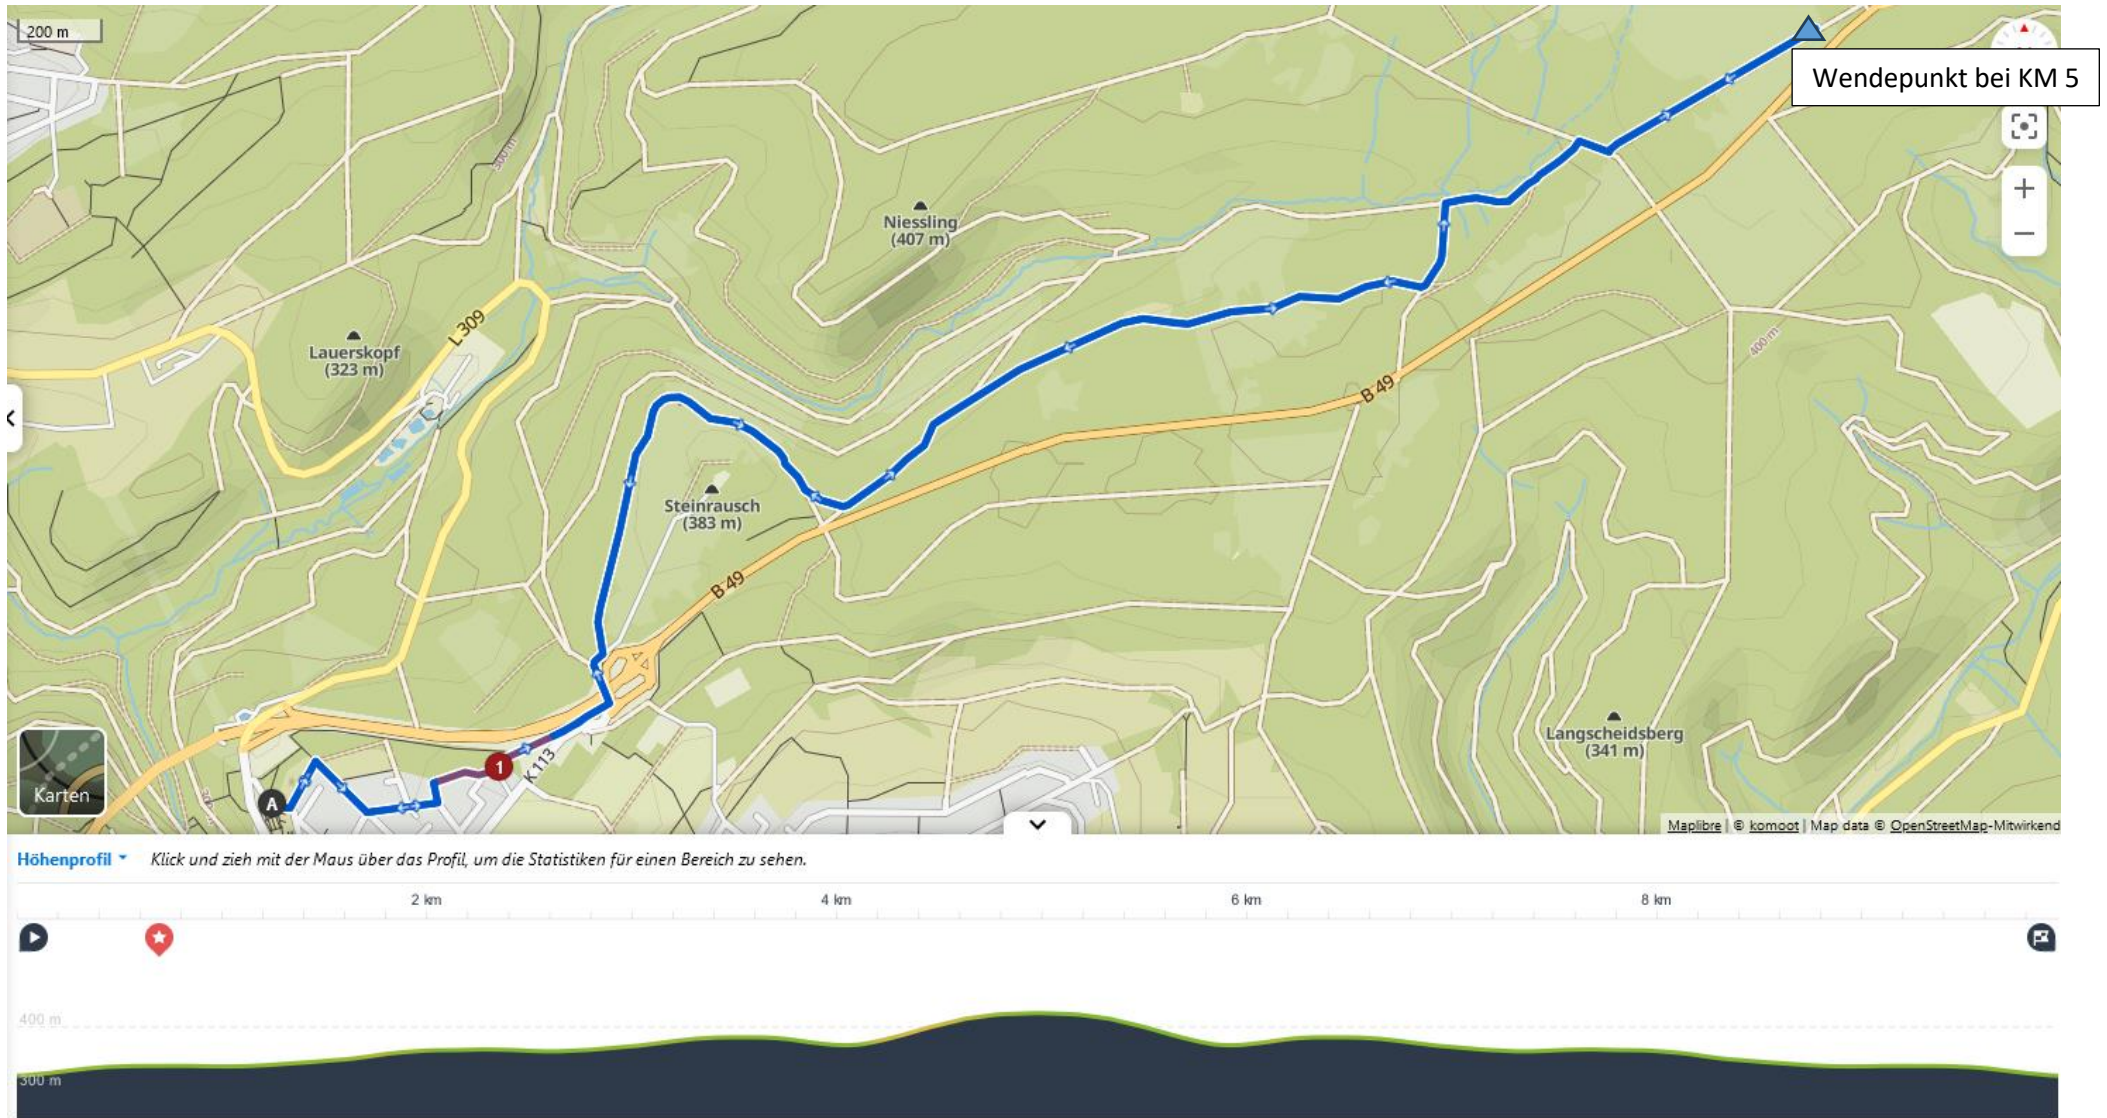 200 m
Wendepunkt bei KM 5
300 m
Niessling
(407 m)
L 309
Lauerskopf
(323 m)
400 m
B 49
Steinrausch
(383 m)
B 49
Langscheidsberg
(341 m)
1
K 113
A
Karten
Maplibre | © komoot | Map data © OpenStreetMap-Mitwirkend
Höhenprofil Klick und zieh mit der Maus über das Profil, um die Statistiken für einen Bereich zu sehen.
2 km 4 km 6 km 8 km
400 m
300 m